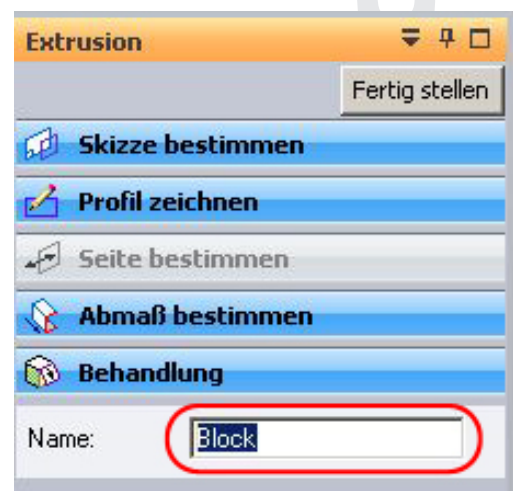 Extrusion
Fertig stellen
Skizze bestimmen
Profil zeichnen
Seite bestimmen
Abmaß bestimmen
Behandlung
Name: Block